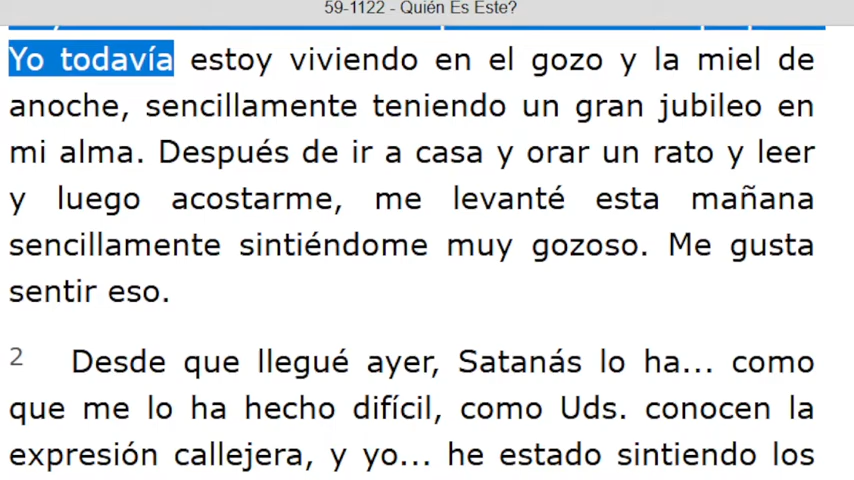 59-1122 - Quién Es Este?
Yo todavía estoy viviendo en el gozo y la miel de
anoche, sencillamente teniendo un gran jubileo en
mi alma. Después de ir a casa y orar un rato y leer
y luego acostarme, me levanté esta mañana
sencillamente sintiéndome muy gozoso. Me gusta
sentir eso.
2 Desde que llegué ayer, Satanás lo ha... como
que me lo ha hecho difícil, como Uds. conocen la
expresión callejera, y yo... he estado sintiendo los